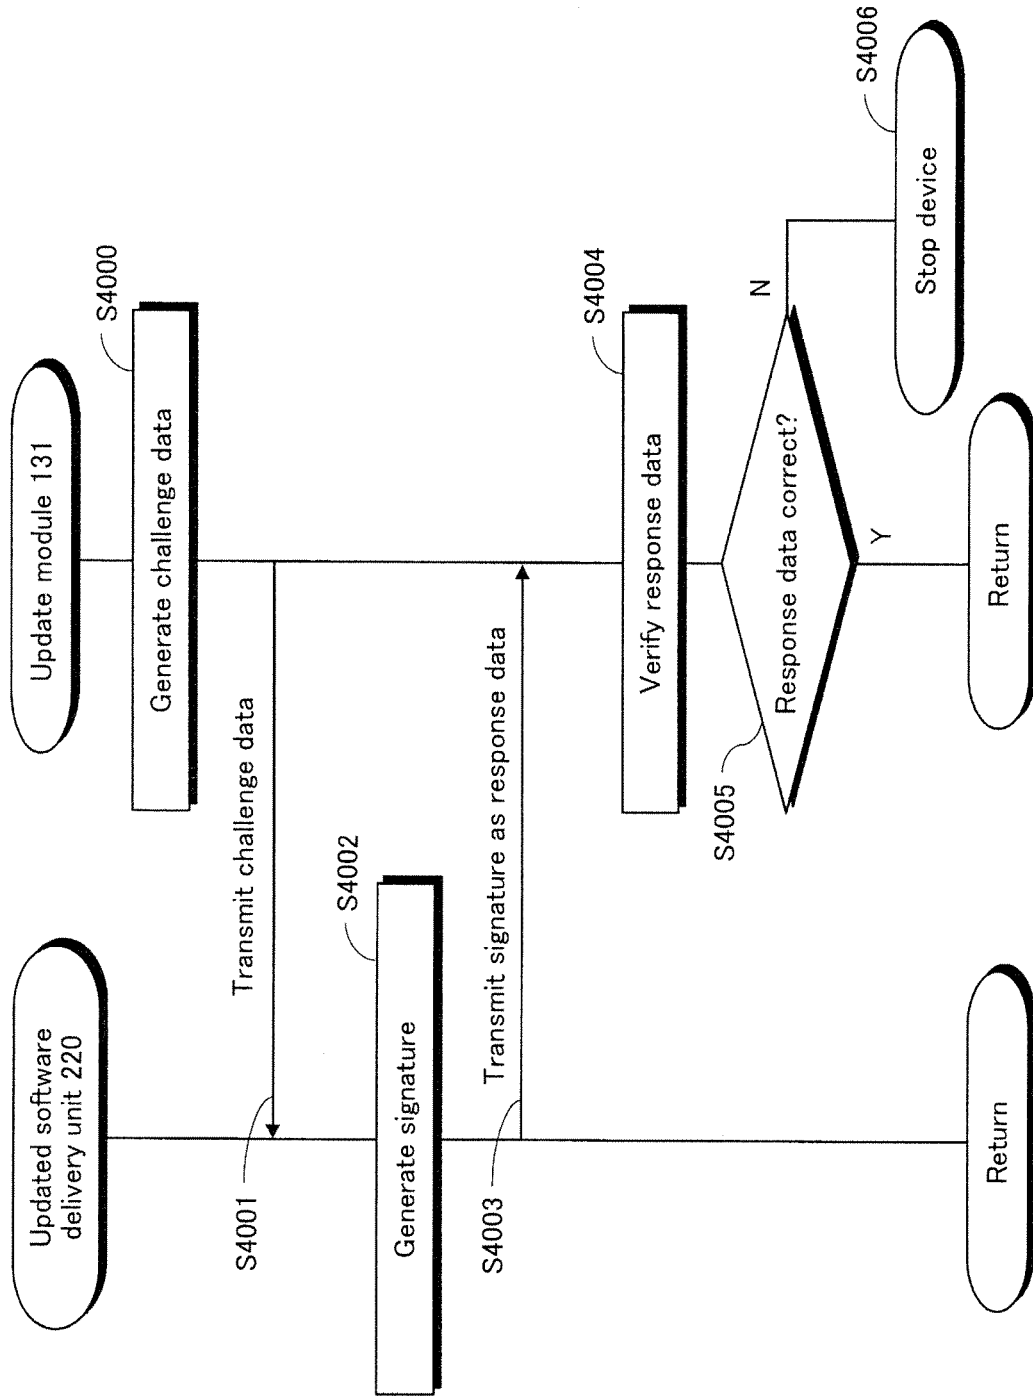 Updated software
delivery unit 220
Update module 131
S4000
Generate challenge data
Transmit challenge data
S4001
S4002
Generate signature
Transmit signature as response data
S4003
S4004
Verify response data
S4005
Response data correct?
N
S4006
Stop device
Y
Return
Return